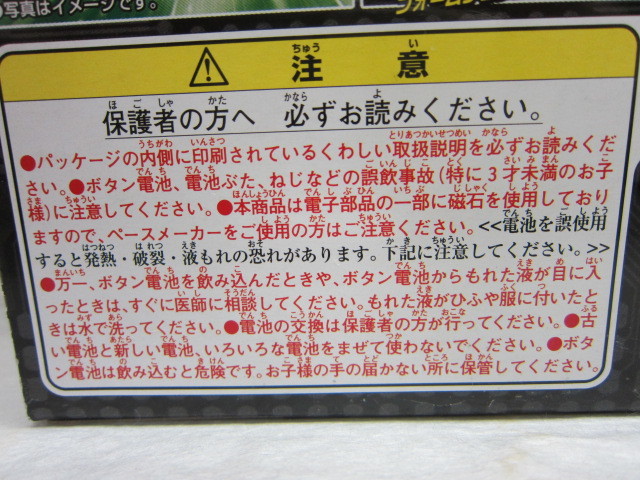 写真はイメージです。
フォームシ
⚠ 注意
保護者の方へ 必ずお読みください。
●パッケージの内側に印刷されているくわしい取扱説明を必ずお読みくだ
さい。●ボタン電池、電池ぶた、ねじなどの誤飲事故(特に3才未満のお子
様)に注意してください。●本商品は電子部品の一部に磁石を使用しており
ますので、ペースメーカーをご使用の方はご注意ください。<<電池を誤使用
すると発熱・破裂・液もれの恐れがあります。下記に注意してください。>>
●万一、ボタン電池を飲み込んだときや、ボタン電池からもれた液が目に入
ったときは、すぐに医師に相談してください。もれた液がひふや服に付いたと
きは水で洗ってください。●電池の交換は保護者の方が行ってください。●古
い電池と新しい電池、いろいろな電池をまぜて使わないでください。●ボタ
ン電池は飲み込むと危険です。お子様の手の届かない所に保管してください。